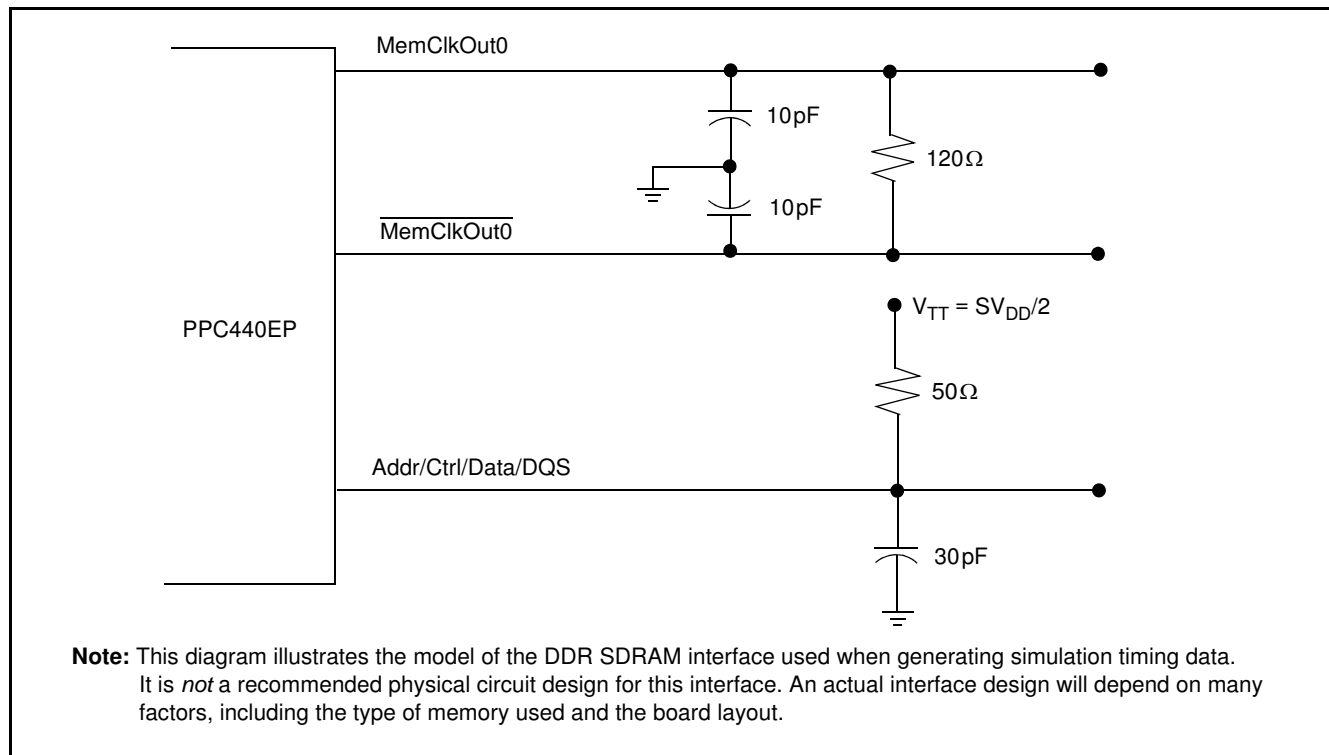 MemClkOut0
10pF
120Ω
10pF
MemClkOut0
V_TT = SV_DD/2
PPC440EP
50Ω
Addr/Ctrl/Data/DQS
30pF
Note: This diagram illustrates the model of the DDR SDRAM interface used when generating simulation timing data.
It is not a recommended physical circuit design for this interface. An actual interface design will depend on many
factors, including the type of memory used and the board layout.